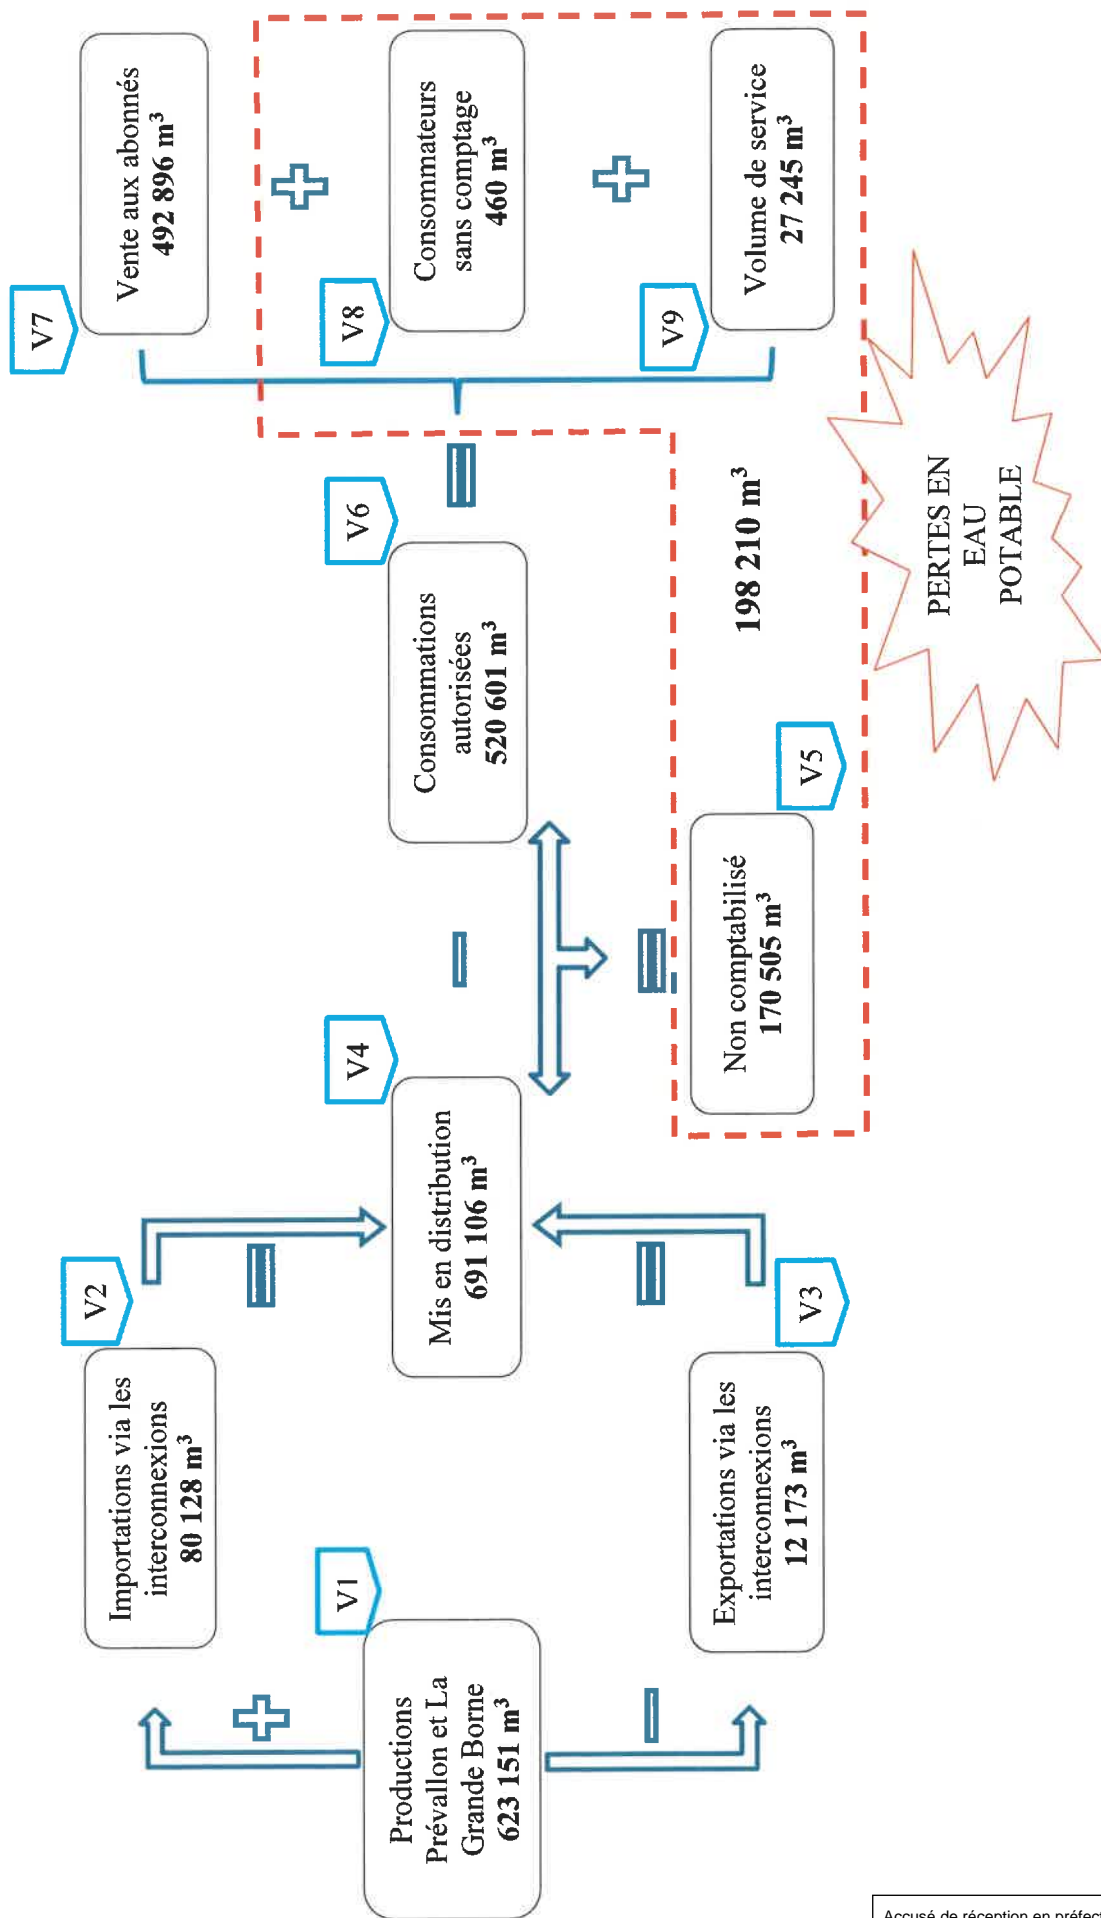 V1
Productions
Prévallon et La
Grande Borne
623 151 m³
V2
Importations via les
interconnexions
80 128 m³
V3
Exportations via les
interconnexions
12 173 m³
V4
Mis en distribution
691 106 m³
V5
Non comptabilisé
170 505 m³
V6
Consommations
autorisées
520 601 m³
198 210 m³
V7
Vente aux abonnés
492 896 m³
V8
Consommateurs
sans comptage
460 m³
V9
Volume de service
27 245 m³
PERTES EN
EAU
POTABLE
Accusé de réception en préfect